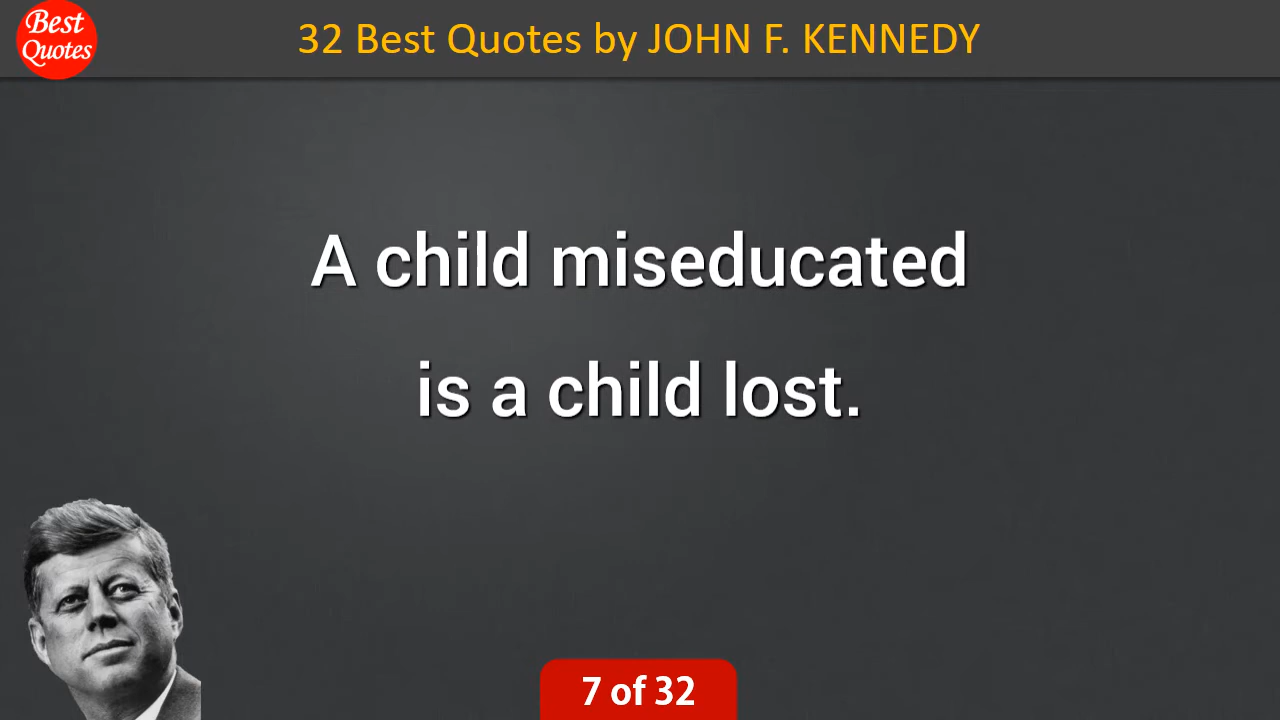 Best
Quotes
32 Best Quotes by JOHN F. KENNEDY
A child miseducated
is a child lost.
7 of 32